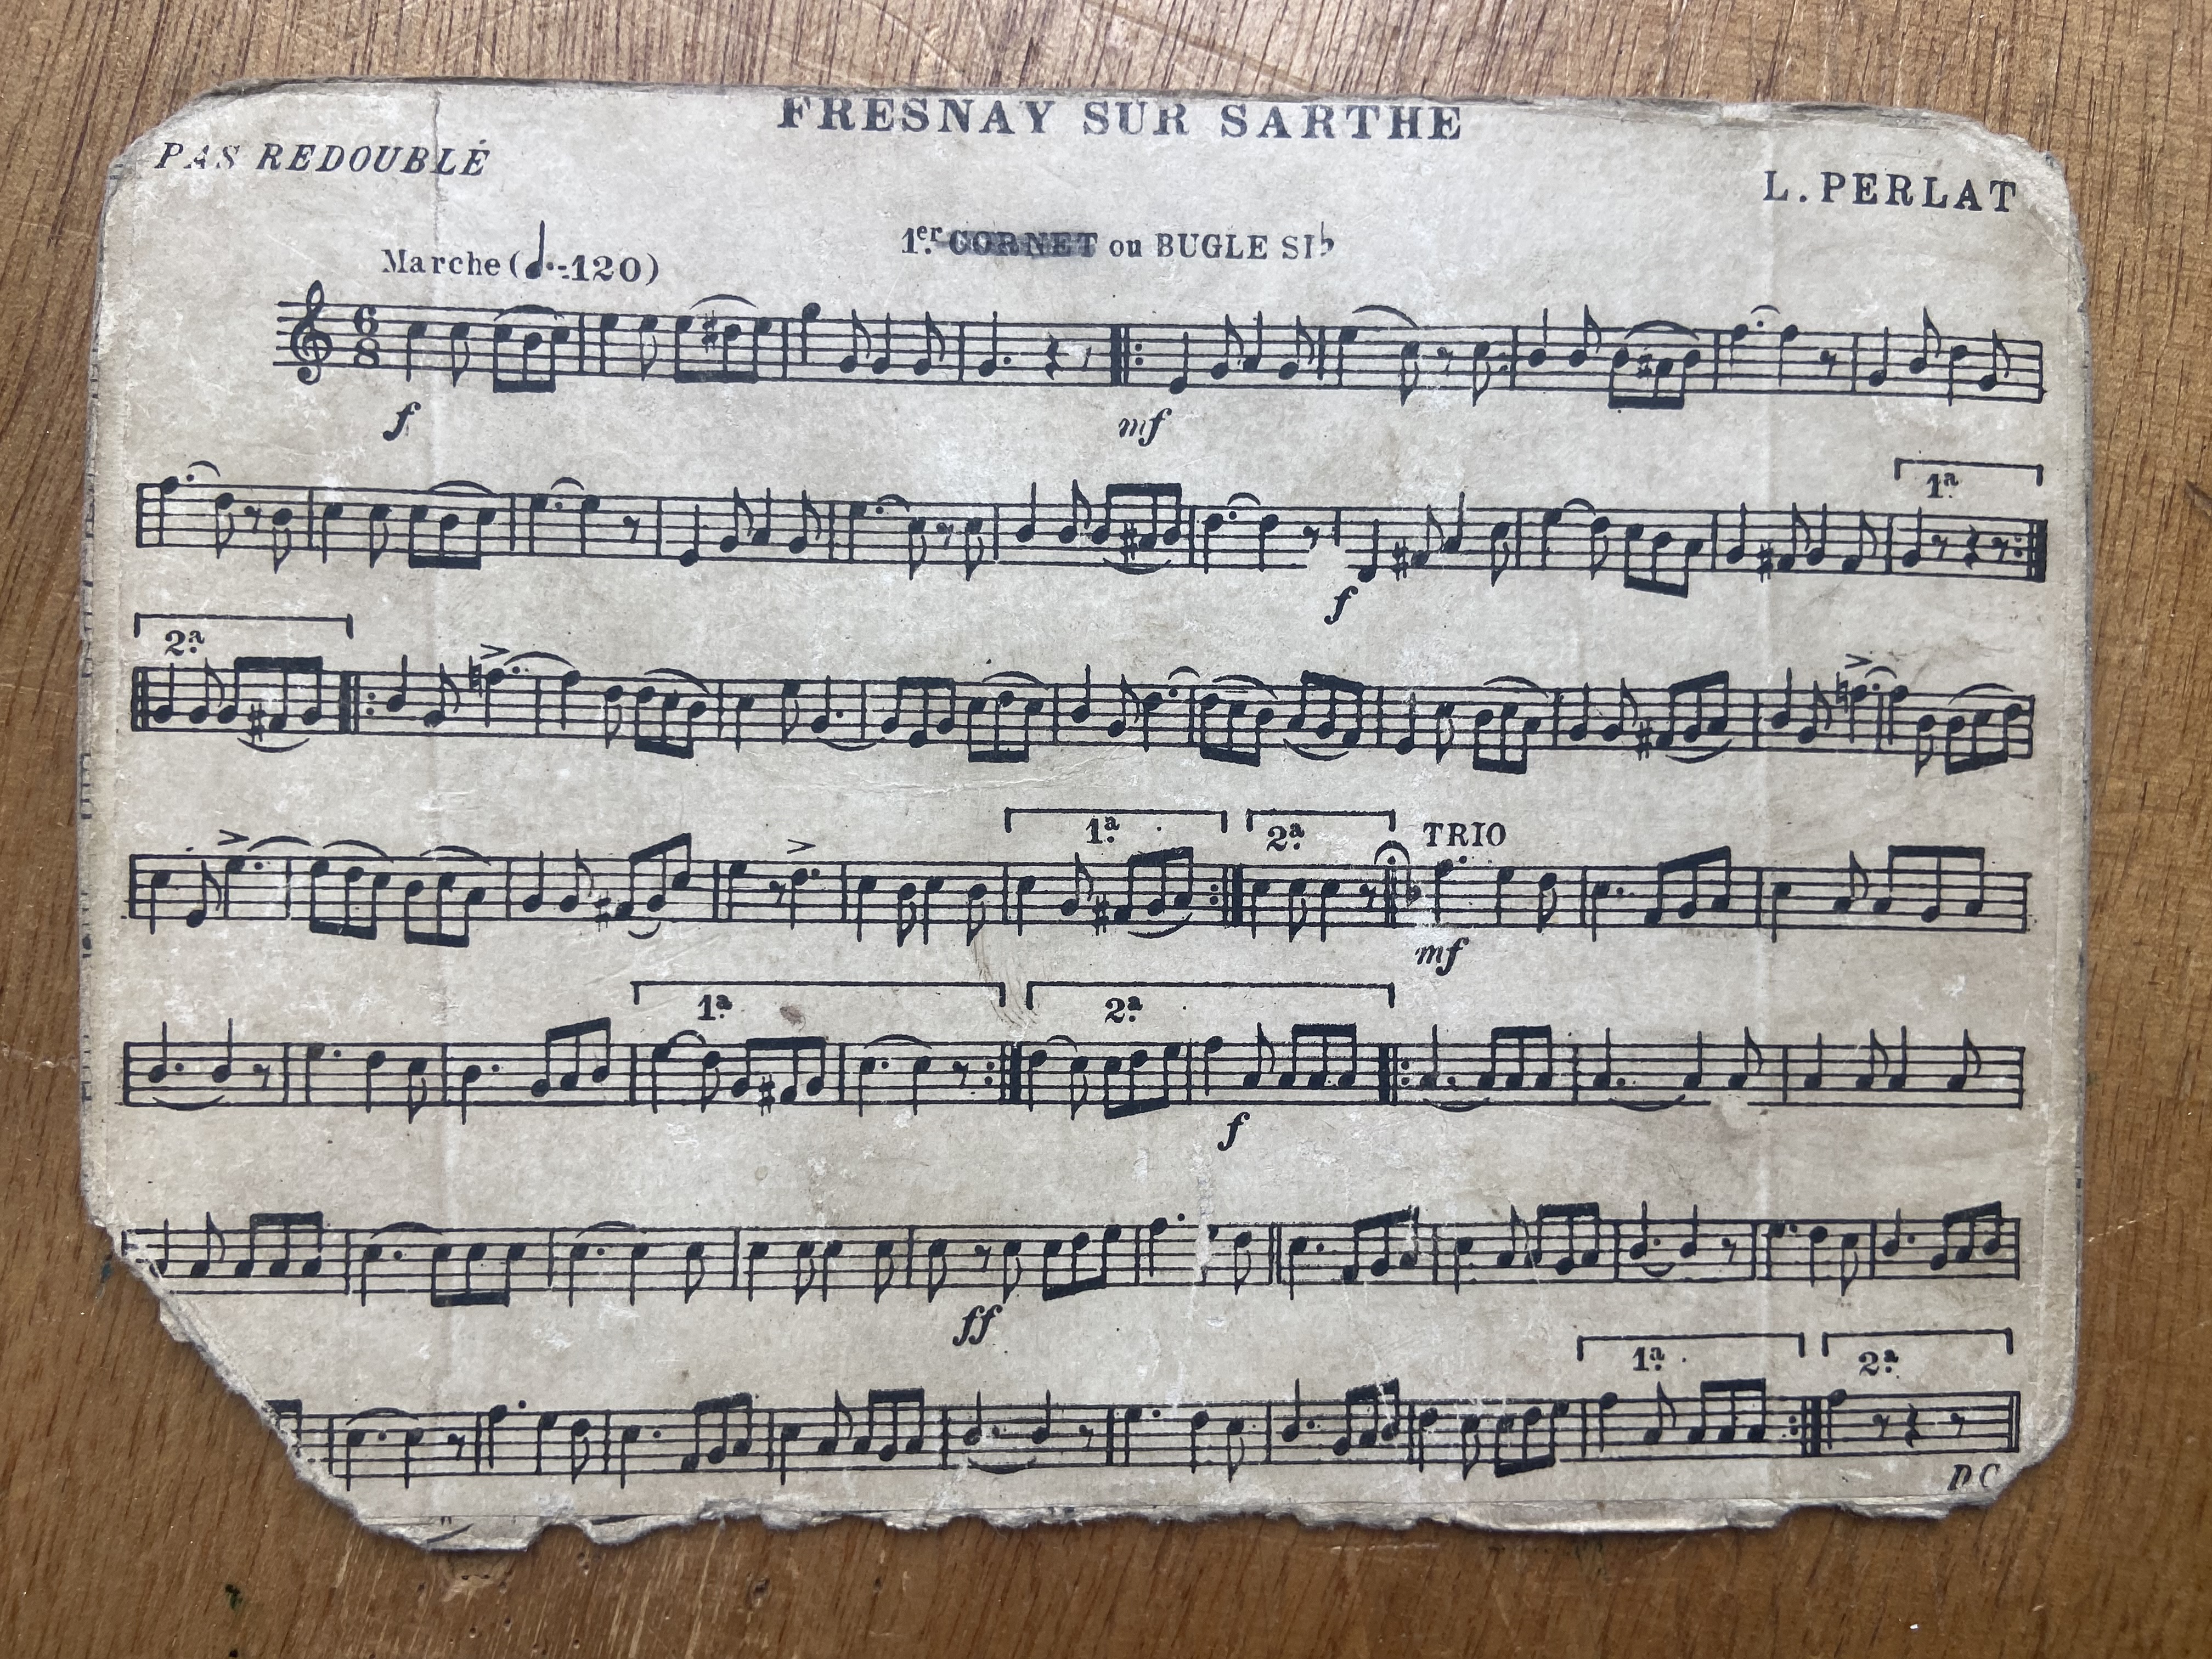 FRESNAY SUR SARTHE
PAS REDOUBLÉ
L. PERLAT
1er. CORNET ou BUGLE SI♭
Marche (♩.=120)
f
mf
1ª.
f
2ª.
1ª. 2ª. TRIO
mf
1ª. 2ª.
f
ff
1ª. 2ª.
D C